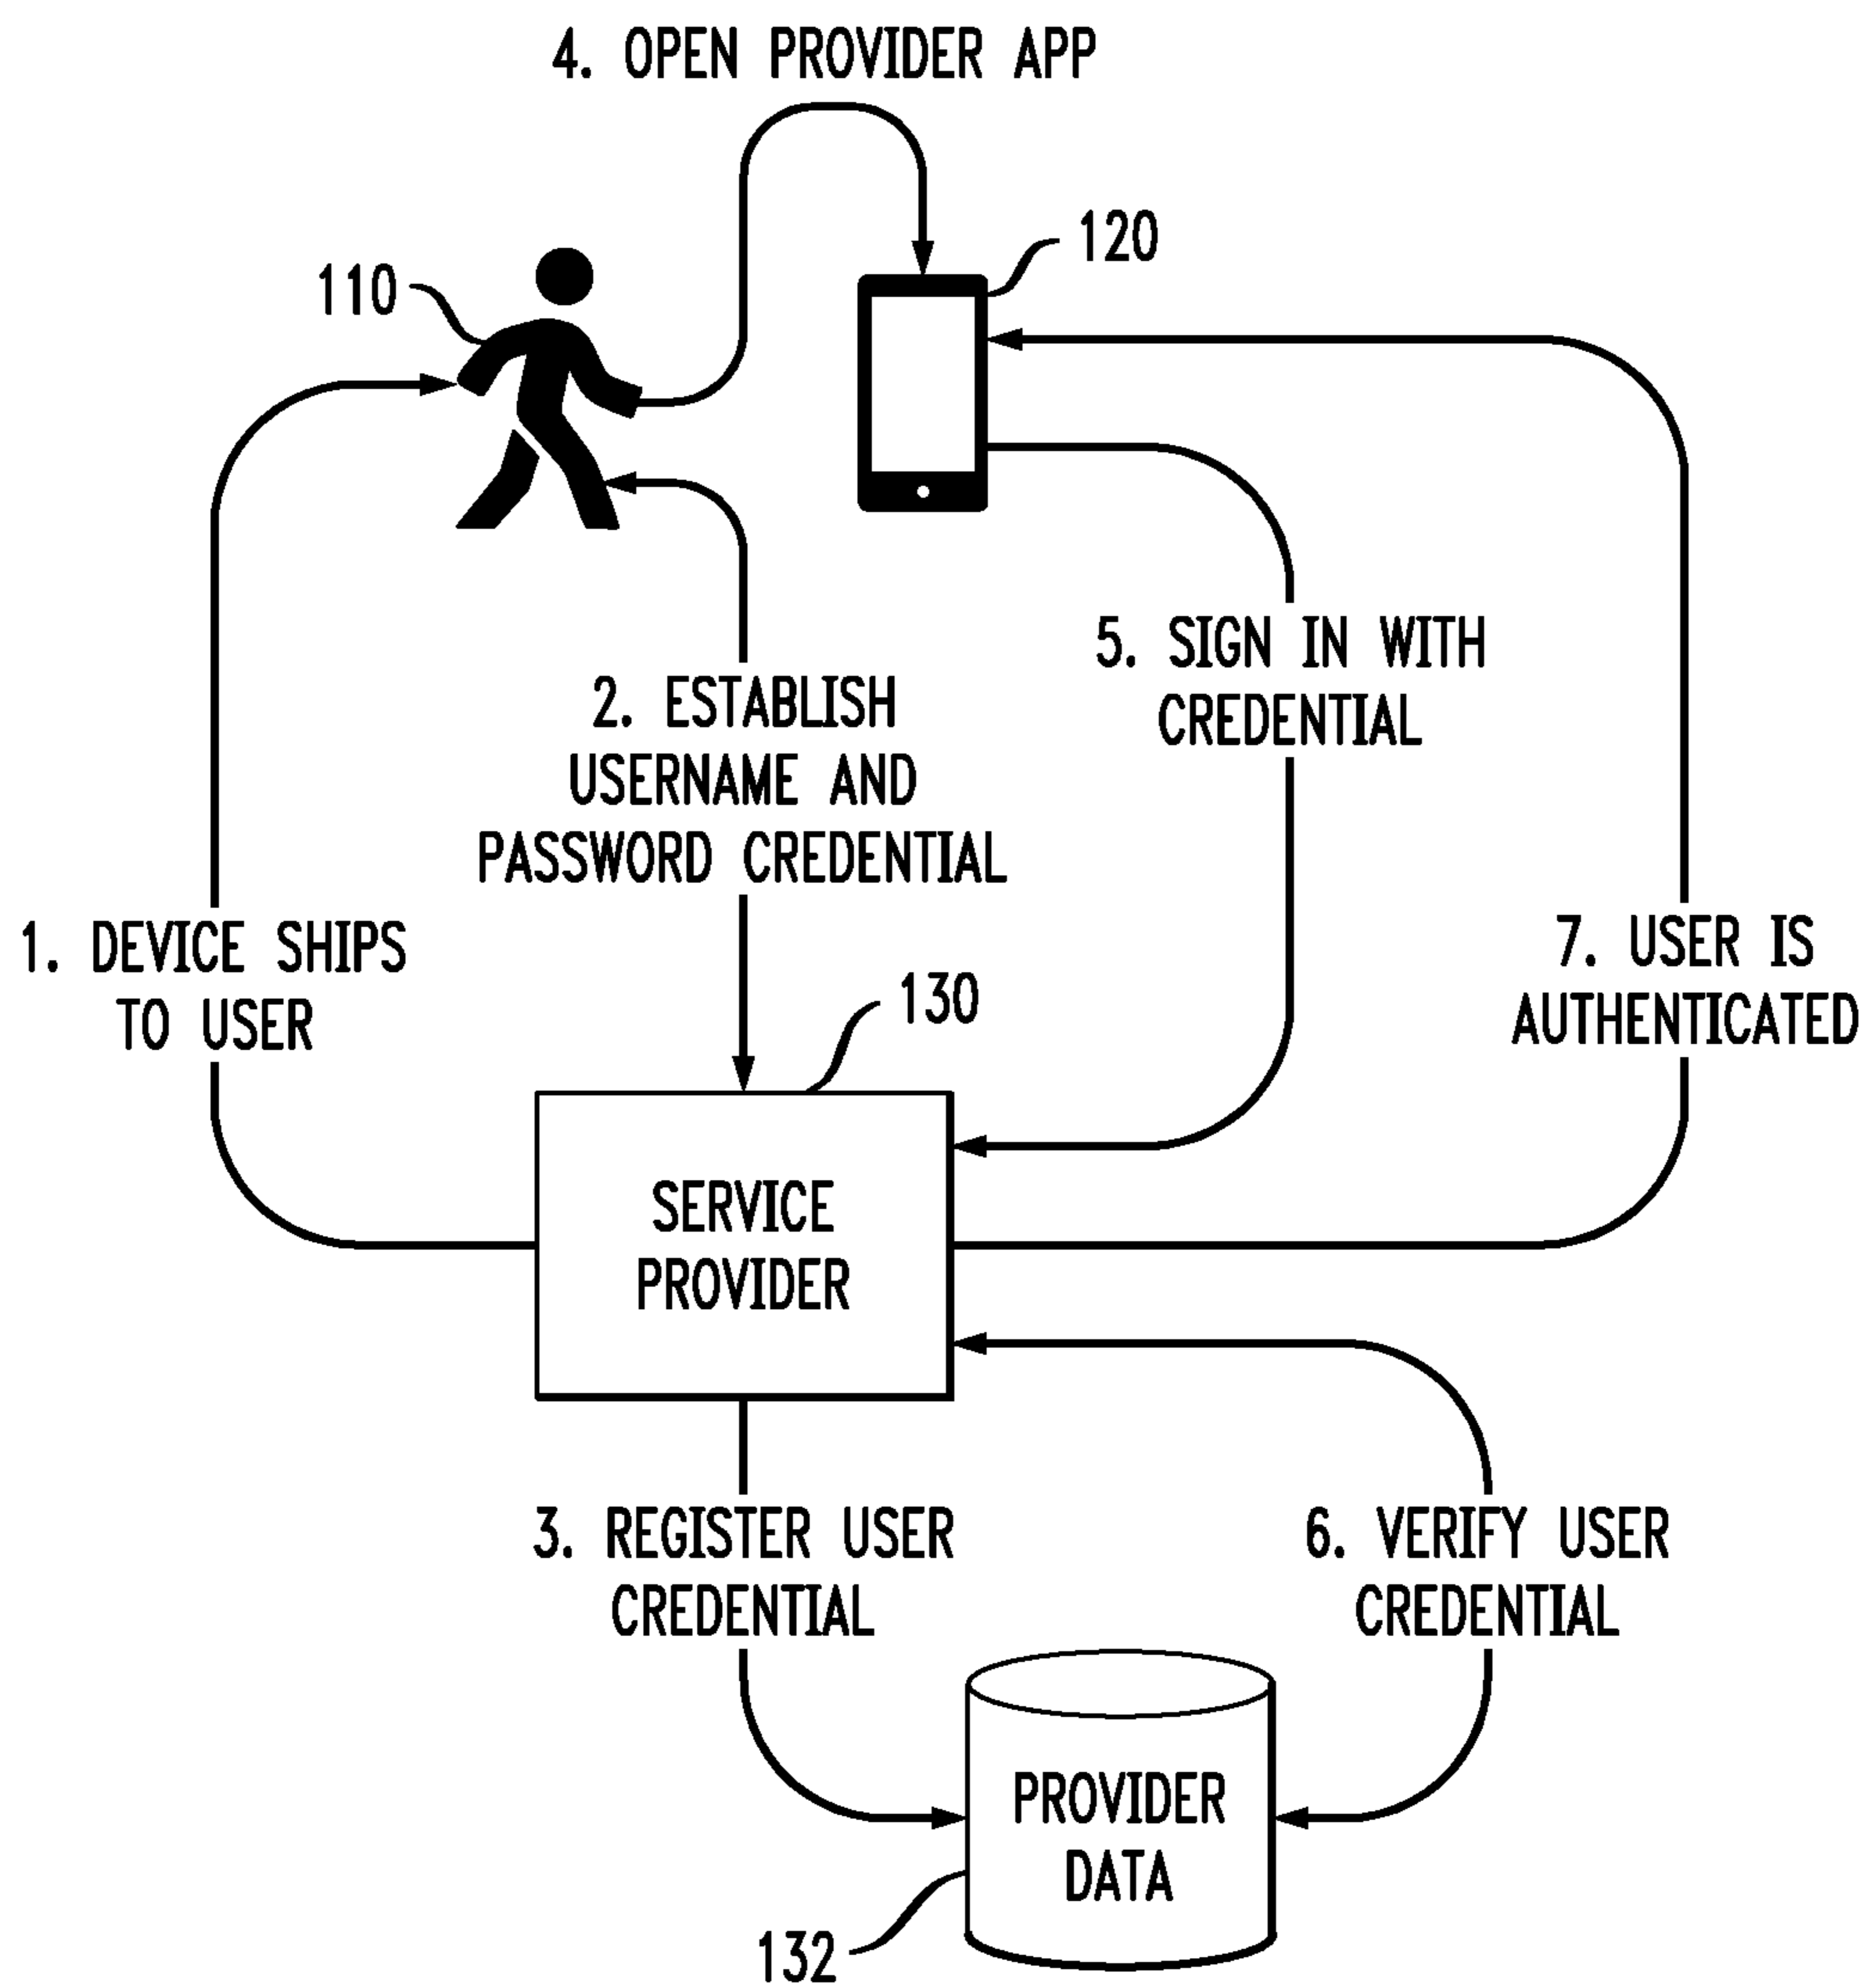 4. OPEN PROVIDER APP
120
110
5. SIGN IN WITH
CREDENTIAL
2. ESTABLISH
USERNAME AND
PASSWORD CREDENTIAL
1. DEVICE SHIPS
TO USER
7. USER IS
AUTHENTICATED
130
SERVICE
PROVIDER
3. REGISTER USER
CREDENTIAL
6. VERIFY USER
CREDENTIAL
PROVIDER
DATA
132